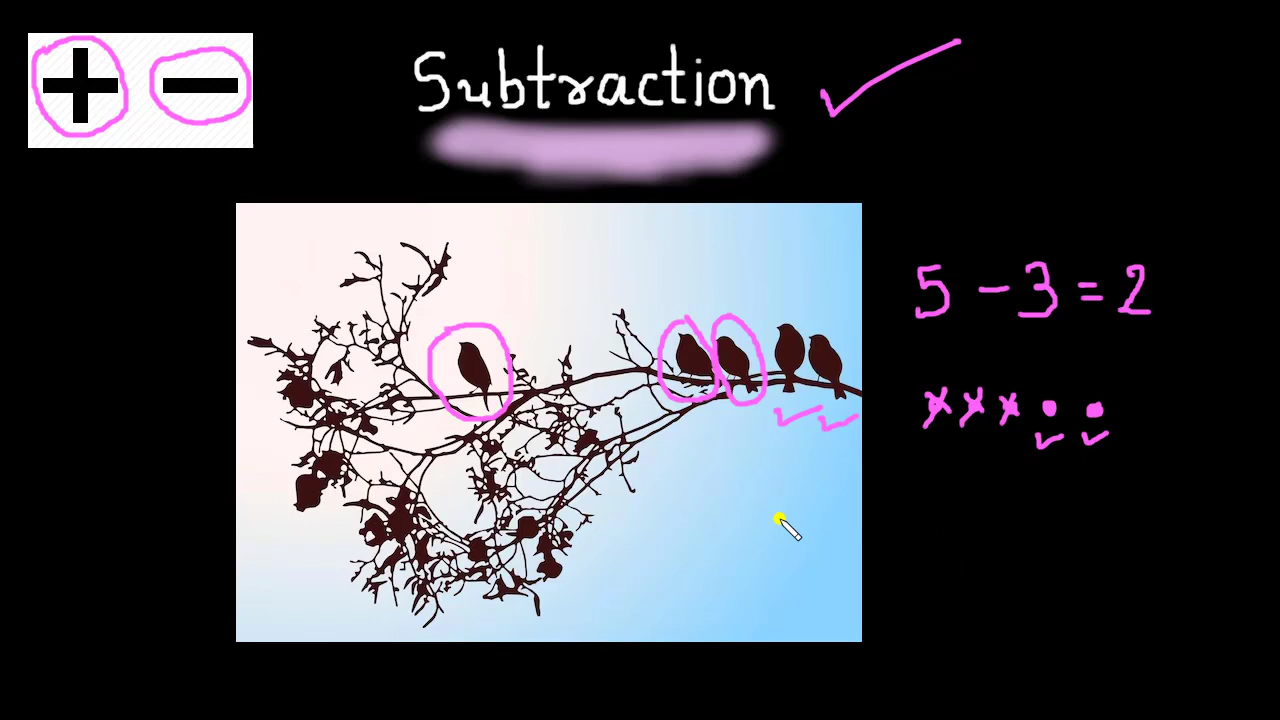 + -
Subtraction
5 - 3 = 2